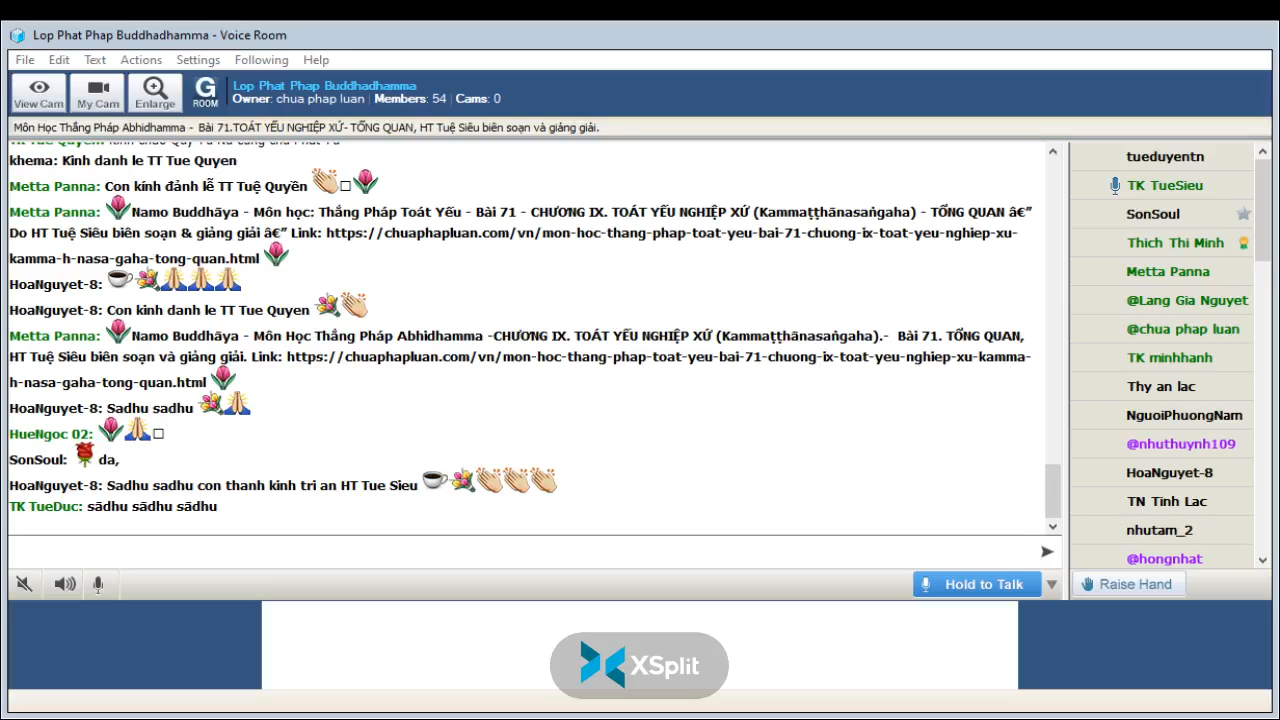 Lop Phat Phap Buddhadhamma - Voice Room
File Edit Text Actions Settings Following Help
View Cam My Cam Enlarge G ROOM
Lop Phat Phap Buddhadhamma
Owner: chua phap luan | Members: 54 | Cams: 0
Môn Học Thắng Pháp Abhidhamma - Bài 71.TOÁT YẾU NGHIỆP XỨ- TỔNG QUAN, HT Tuệ Siêu biên soạn và giảng giải.
khema: Kinh danh le TT Tue Quyen
Metta Panna: Con kính đảnh lễ TT Tuệ Quyền
Metta Panna: Namo Buddhāya - Môn học: Thắng Pháp Toát Yếu - Bài 71 - CHƯƠNG IX. TOÁT YẾU NGHIỆP XỨ (Kammaṭṭhānasaṅgaha) - TỔNG QUAN â€”
Do HT Tuệ Siêu biên soạn & giảng giải â€” Link: https://chuaphapluan.com/vn/mon-hoc-thang-phap-toat-yeu-bai-71-chuong-ix-toat-yeu-nghiep-xu-
kamma-h-nasa-gaha-tong-quan.html
HoaNguyet-8:
HoaNguyet-8: Con kinh danh le TT Tue Quyen
Metta Panna: Namo Buddhāya - Môn Học Thắng Pháp Abhidhamma -CHƯƠNG IX. TOÁT YẾU NGHIỆP XỨ (Kammaṭṭhānasaṅgaha).- Bài 71. TỔNG QUAN,
HT Tuệ Siêu biên soạn và giảng giải. Link: https://chuaphapluan.com/vn/mon-hoc-thang-phap-toat-yeu-bai-71-chuong-ix-toat-yeu-nghiep-xu-kamma-
h-nasa-gaha-tong-quan.html
HoaNguyet-8: Sadhu sadhu
HueNgoc 02:
SonSoul: da,
HoaNguyet-8: Sadhu sadhu con thanh kinh tri an HT Tue Sieu
TK TueDuc: sādhu sādhu sādhu
Hold to Talk
tueduyentn
TK TueSieu
SonSoul
Thich Thi Minh
Metta Panna
@Lang Gia Nguyet
@chua phap luan
TK minhhanh
Thy an lac
NguoiPhuongNam
@nhuthuynh109
HoaNguyet-8
TN Tinh Lac
nhutam_2
@hongnhat
Raise Hand
XSplit